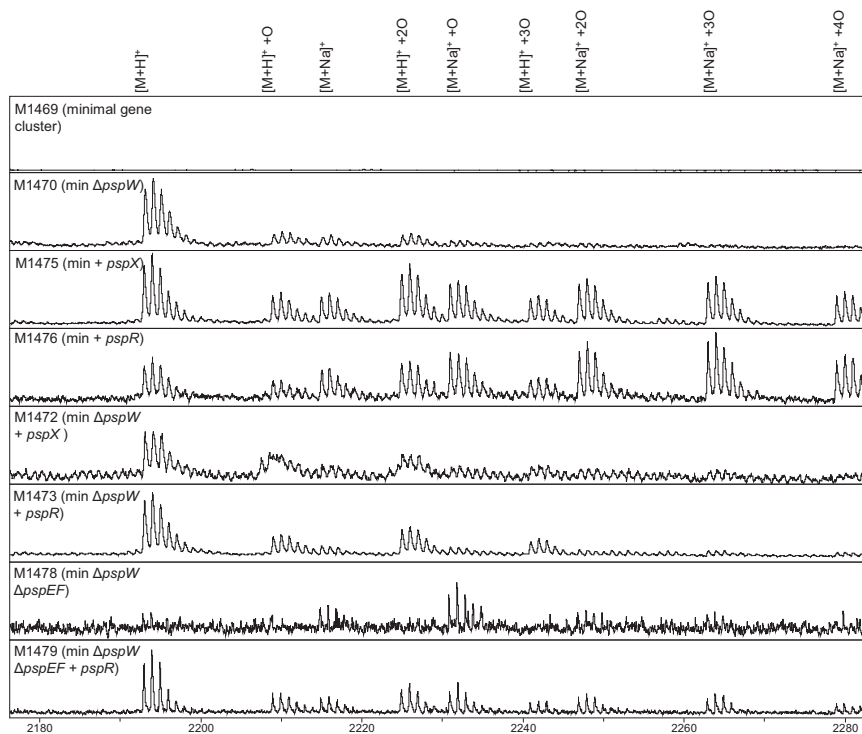 [M+H]⁺
[M+H]⁺ +O
[M+Na]⁺
[M+H]⁺ +2O
[M+Na]⁺ +O
[M+H]⁺ +3O
[M+Na]⁺ +2O
[M+Na]⁺ +3O
[M+Na]⁺ +4O
M1469 (minimal gene
cluster)
M1470 (min ΔpspW)
M1475 (min + pspX)
M1476 (min + pspR)
M1472 (min ΔpspW
+ pspX )
M1473 (min ΔpspW
+ pspR)
M1478 (min ΔpspW
ΔpspEF)
M1479 (min ΔpspW
ΔpspEF + pspR)
2180 2200 2220 2240 2260 2280